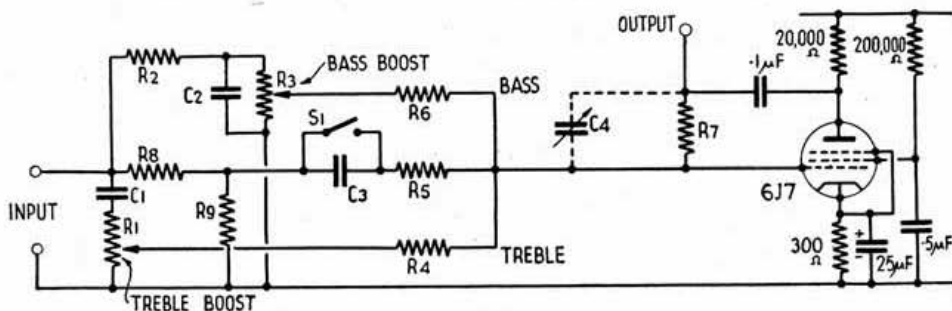 OUTPUT
20,000
Ω
200,000
Ω
.1µF
R2
C2
R3
BASS BOOST
R6
BASS
S1
C4
R7
R8
C3
R5
6J7
INPUT
C1
R1
R9
R4
TREBLE
300
Ω
+
-
25µF
.5µF
TREBLE BOOST